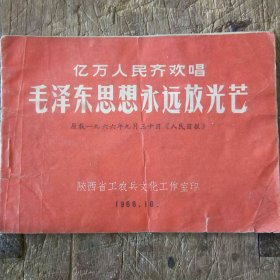 亿万人民齐欢唱
毛泽东思想永远放光芒
原载一九六六年九月三十日《人民日报》
陕西省工农兵文化工作室印
1966.10.